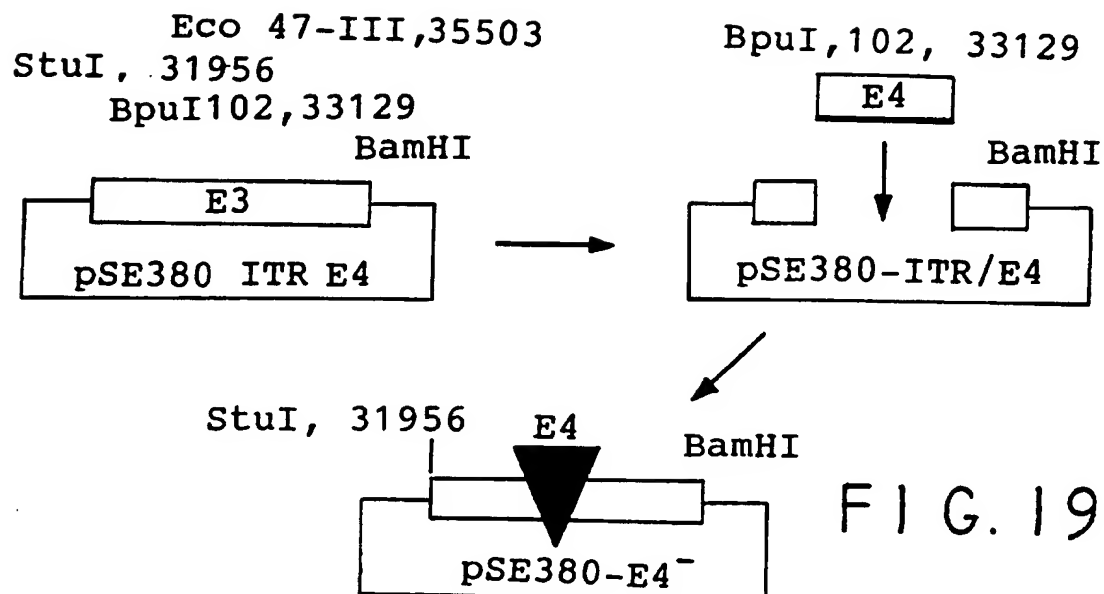 Eco 47-III,35503
StuI, 31956
BpuI102,33129
BamHI
E3
pSE380 ITR E4
BpuI,102, 33129
E4
BamHI
pSE380-ITR/E4
StuI, 31956
E4
BamHI
pSE380-E4⁻
FIG. 19